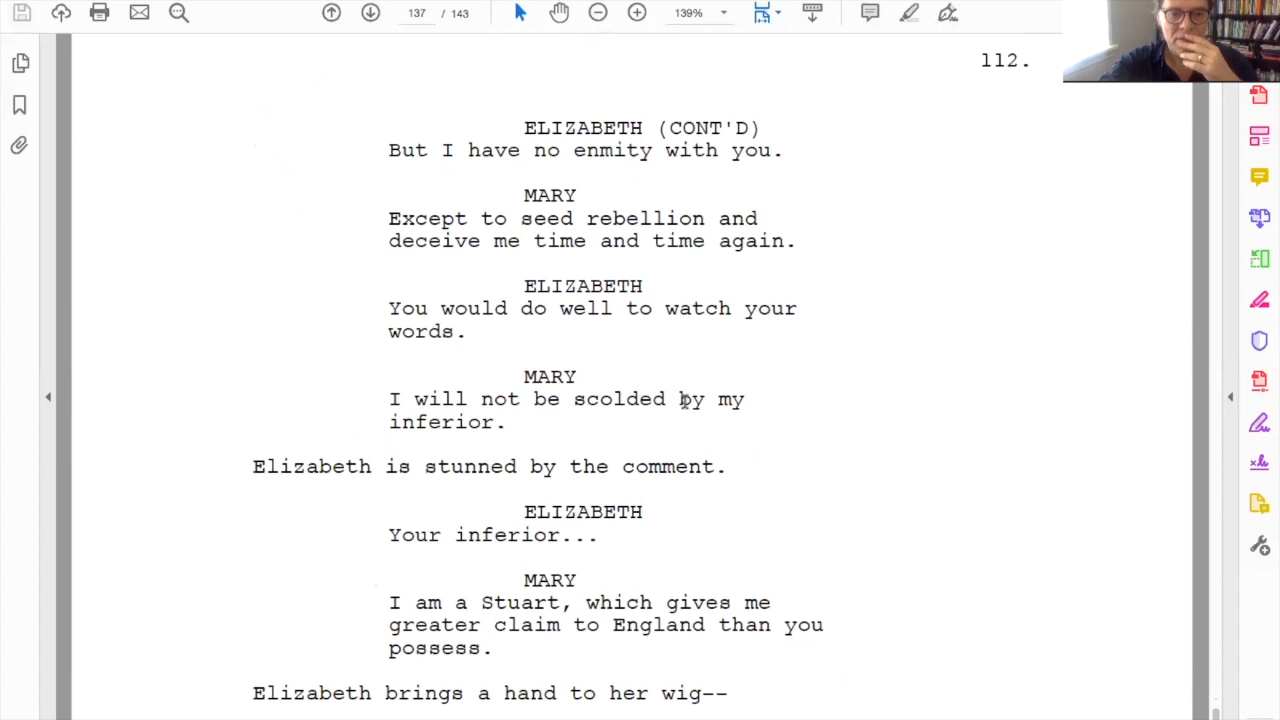 137 / 143
139%
112.
ELIZABETH (CONT'D)
But I have no enmity with you.
MARY
Except to seed rebellion and
deceive me time and time again.
ELIZABETH
You would do well to watch your
words.
MARY
I will not be scolded by my
inferior.
Elizabeth is stunned by the comment.
ELIZABETH
Your inferior...
MARY
I am a Stuart, which gives me
greater claim to England than you
possess.
Elizabeth brings a hand to her wig--